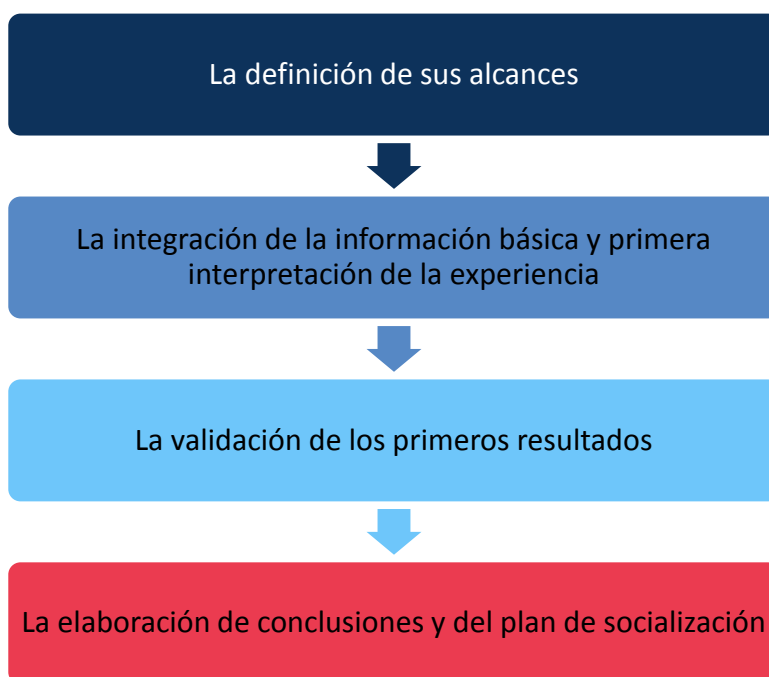 La definición de sus alcances
La integración de la información básica y primera
interpretación de la experiencia
La validación de los primeros resultados
La elaboración de conclusiones y del plan de socialización